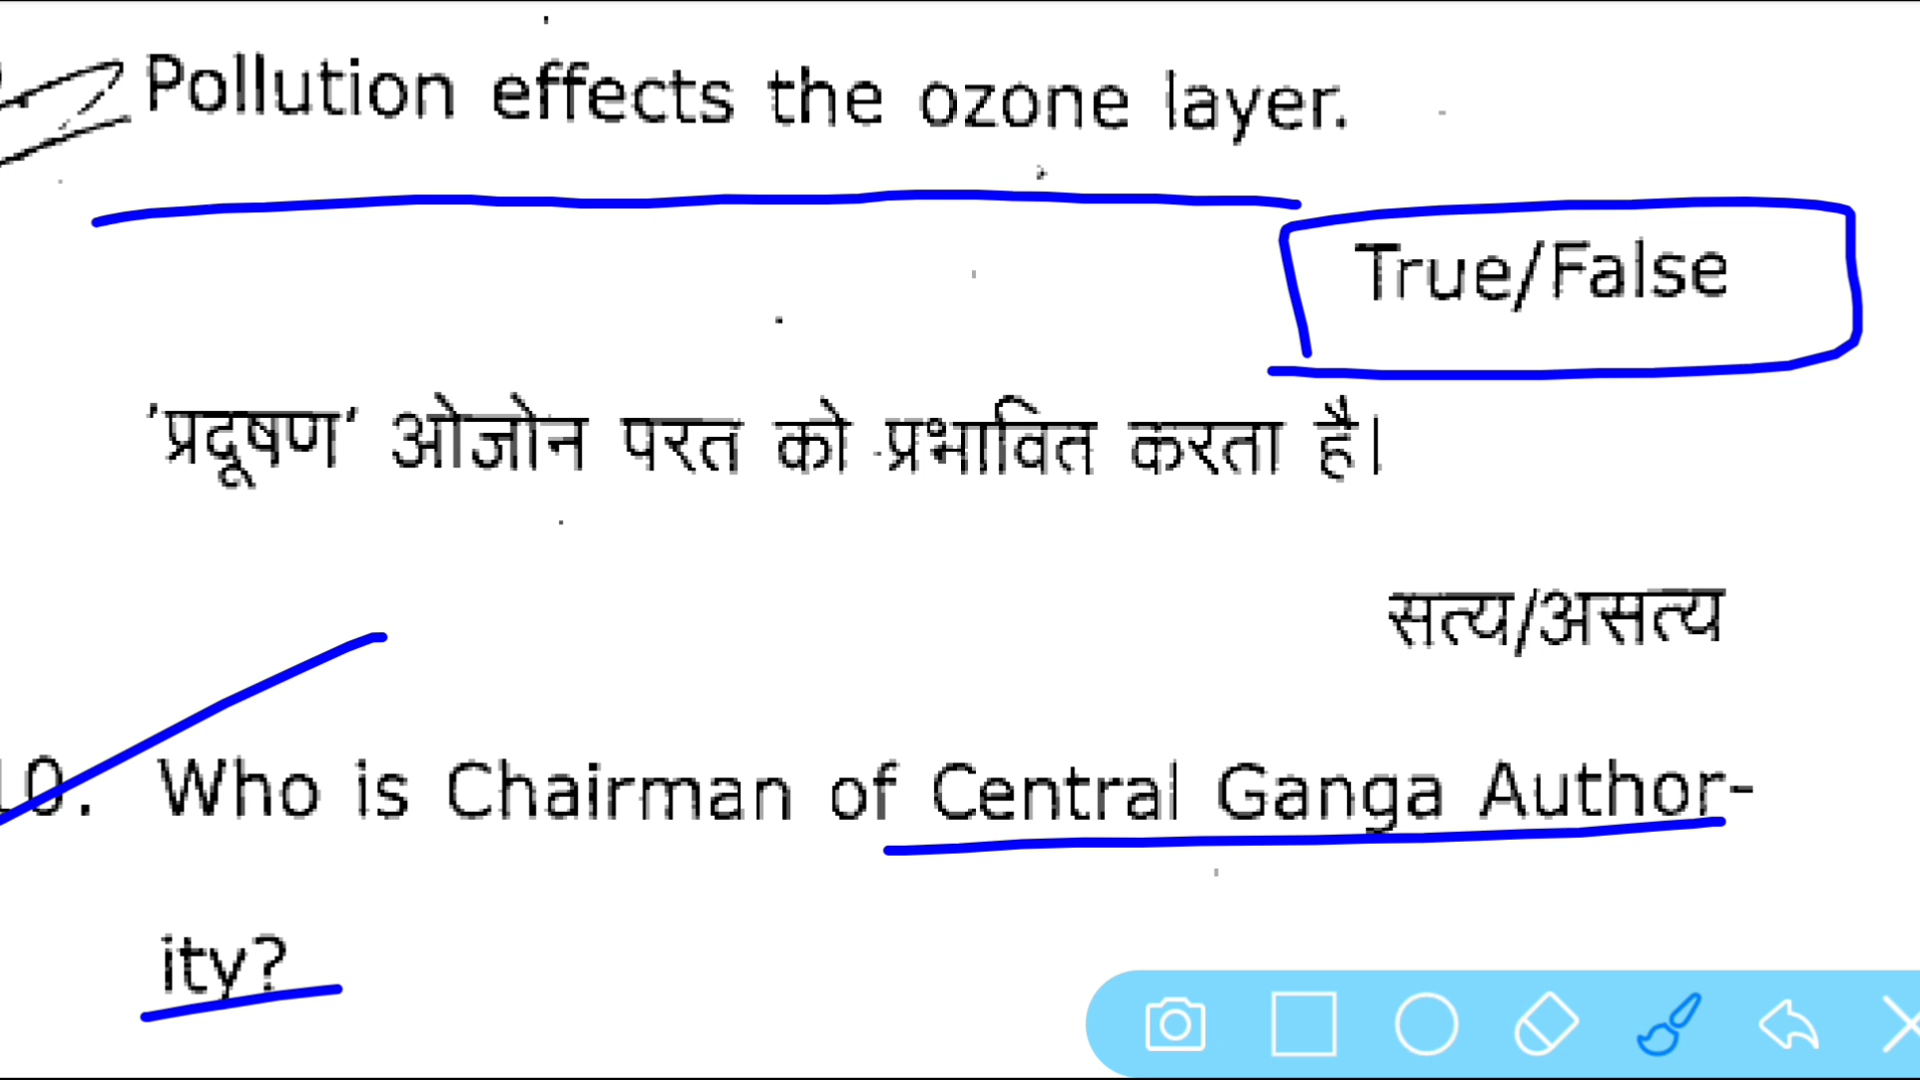 Pollution effects the ozone layer.
True/False
'प्रदूषण' ओजोन परत को प्रभावित करता है।
सत्य/असत्य
10. Who is Chairman of Central Ganga Author-
ity?